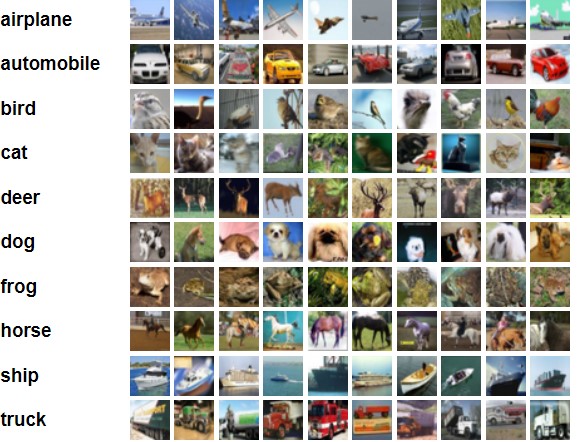 airplane
automobile
bird
cat
deer
dog
frog
horse
ship
truck